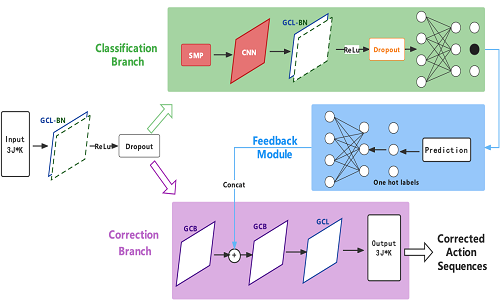 Classification
Branch
SMP
CNN
GCL-BN
ReLu
Dropout
Input
3J*K
GCL-BN
ReLu
Dropout
Feedback
Module
Prediction
One hot labels
Concat
Correction
Branch
GCB
+
GCB
GCL
Output
3J*K
Corrected
Action
Sequences